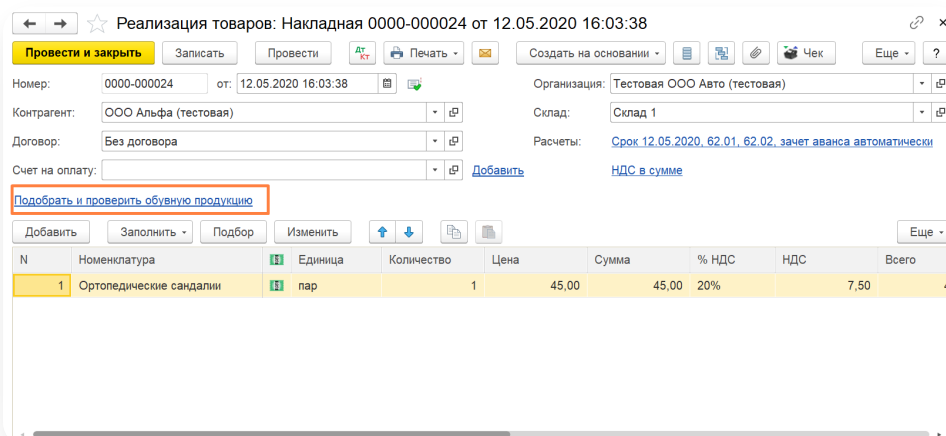 Реализация товаров: Накладная 0000-000024 от 12.05.2020 16:03:38
Провести и закрыть Записать Провести Дт Кт Печать Создать на основании Чек Еще ?
Номер: 0000-000024 от: 12.05.2020 16:03:38 Организация: Тестовая ООО Авто (тестовая)
Контрагент: ООО Альфа (тестовая) Склад: Склад 1
Договор: Без договора Расчеты: Срок 12.05.2020, 62.01, 62.02, зачет аванса автоматически
Счет на оплату: Добавить НДС в сумме
Подобрать и проверить обувную продукцию
Добавить Заполнить Подбор Изменить Еще
N Номенклатура Единица Количество Цена Сумма % НДС НДС Всего
1 Ортопедические сандалии пар 1 45,00 45,00 20% 7,50